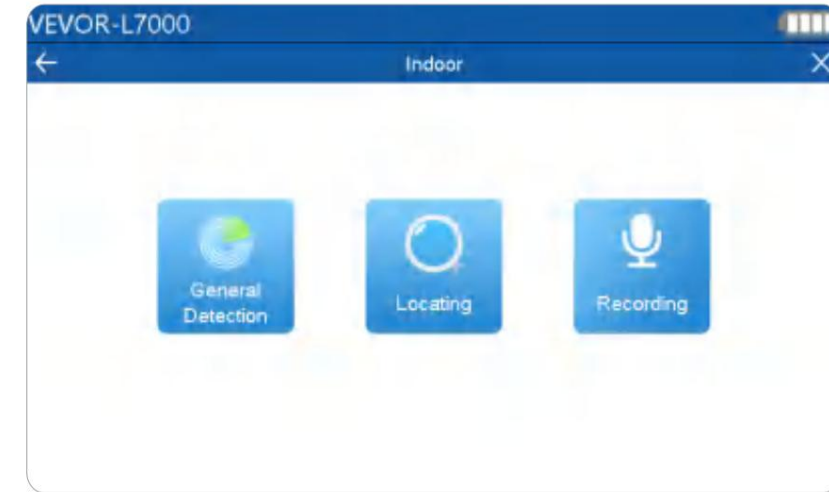 VEVOR-L7000
Indoor
General
Detection
Locating
Recording